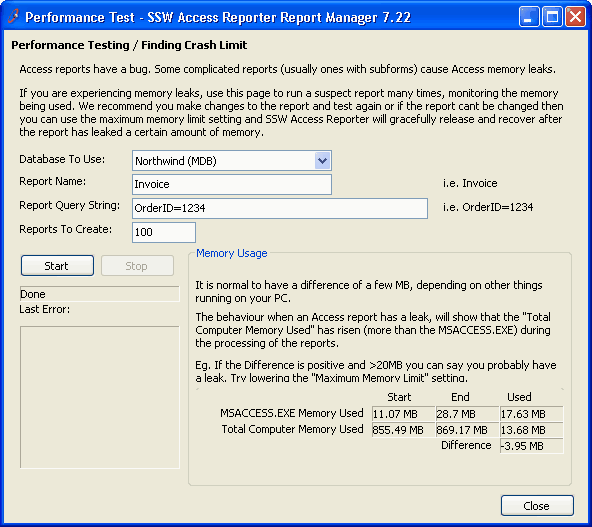 Performance Test - SSW Access Reporter Report Manager 7.22
Performance Testing / Finding Crash Limit
Access reports have a bug. Some complicated reports (usually ones with subforms) cause Access memory leaks.
If you are experiencing memory leaks, use this page to run a suspect report many times, monitoring the memory
being used. We recommend you make changes to the report and test again or if the report cant be changed then
you can use the maximum memory limit setting and SSW Access Reporter will gracefully release and recover after
the report has leaked a certain amount of memory.
Database To Use: Northwind (MDB)
Report Name: Invoice i.e. Invoice
Report Query String: OrderID=1234 i.e. OrderID=1234
Reports To Create: 100
Start Stop
Done
Last Error:
Memory Usage
It is normal to have a difference of a few MB, depending on other things
running on your PC.
The behaviour when an Access report has a leak, will show that the "Total
Computer Memory Used" has risen (more than the MSACCESS.EXE) during
the processing of the reports.
Eg. If the Difference is positive and >20MB you can say you probably have
a leak. Try lowering the "Maximum Memory Limit" setting.
Start End Used
MSACCESS.EXE Memory Used 11.07 MB 28.7 MB 17.63 MB
Total Computer Memory Used 855.49 MB 869.17 MB 13.68 MB
Difference -3.95 MB
Close